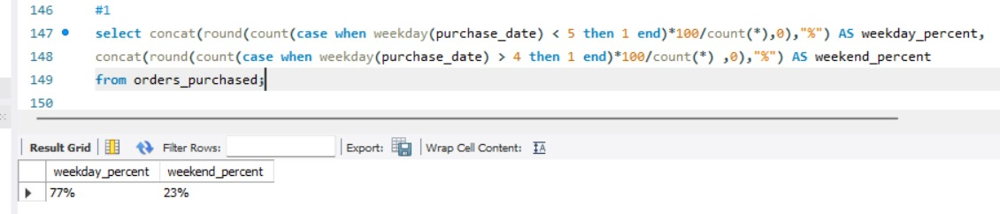 146 #1
147 select concat(round(count(case when weekday(purchase_date) < 5 then 1 end)*100/count(*),0),"%") AS weekday_percent,
148 concat(round(count(case when weekday(purchase_date) > 4 then 1 end)*100/count(*) ,0),"%") AS weekend_percent
149 from orders_purchased;
150
Result Grid Filter Rows: Export: Wrap Cell Content: IA
weekday_percent weekend_percent
77% 23%